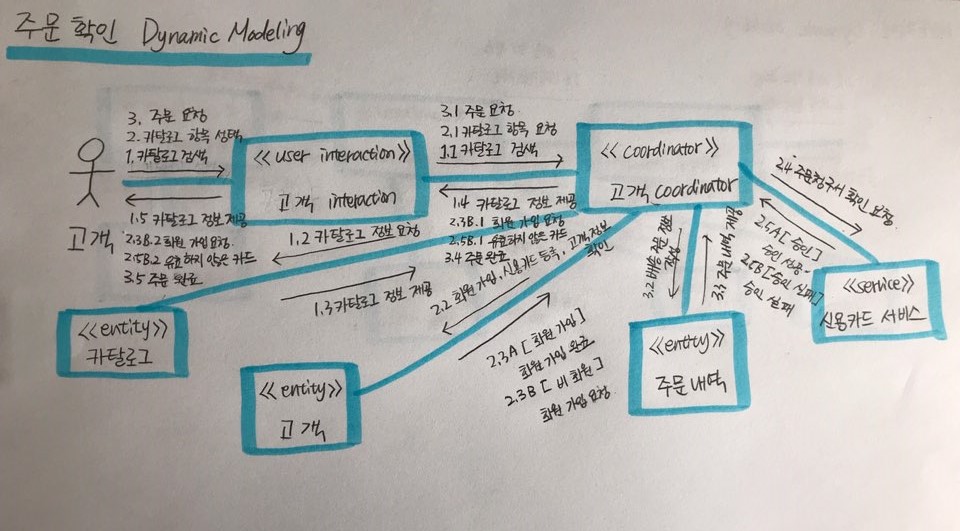 주문 확인 Dynamic Modeling
3. 주문 요청
2. 카탈로그 항목 선택
1. 카탈로그 검색
고객
1.5 카탈로그 정보 제공
2.3B.2 회원 가입 요청
2.5B.2 유효하지 않은 카드
3.5 주문 완료
<<user interaction>>
고객 interaction
3.1 주문 요청
2.1 카탈로그 항목 요청
1.1 카탈로그 검색
1.4 카탈로그 정보 제공
2.3B.1 회원 가입 요청
2.5B.1 유효하지 않은 카드
3.4 주문 완료
<<coordinator>>
고객 coordinator
1.2 카탈로그 정보 요청
1.3 카탈로그 정보 제공
<<entity>>
카탈로그
2.2 회원 가입, 신용카드 등록, 고객 정보
확인
2.3A [회원 가입]
회원 가입 완료
2.3B [비 회원]
회원 가입 요청
<<entity>>
고객
3.2 배송 주문 정보
저장
3.3 주문 내역 제공
<<entity>>
주문 내역
2.4 주문청구서 확인 요청
2.5A [승인]
승인 성공
2.5B [승인 실패]
승인 실패
<<service>>
신용카드 서비스